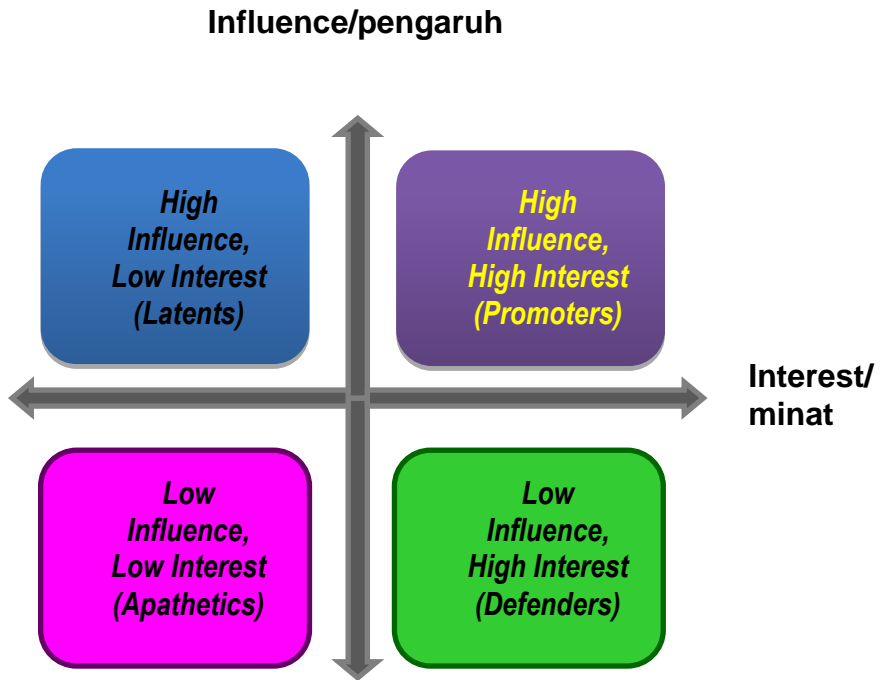 Influence/pengaruh
High
Influence,
Low Interest
(Latents)
High
Influence,
High Interest
(Promoters)
Interest/
minat
Low
Influence,
Low Interest
(Apathetics)
Low
Influence,
High Interest
(Defenders)